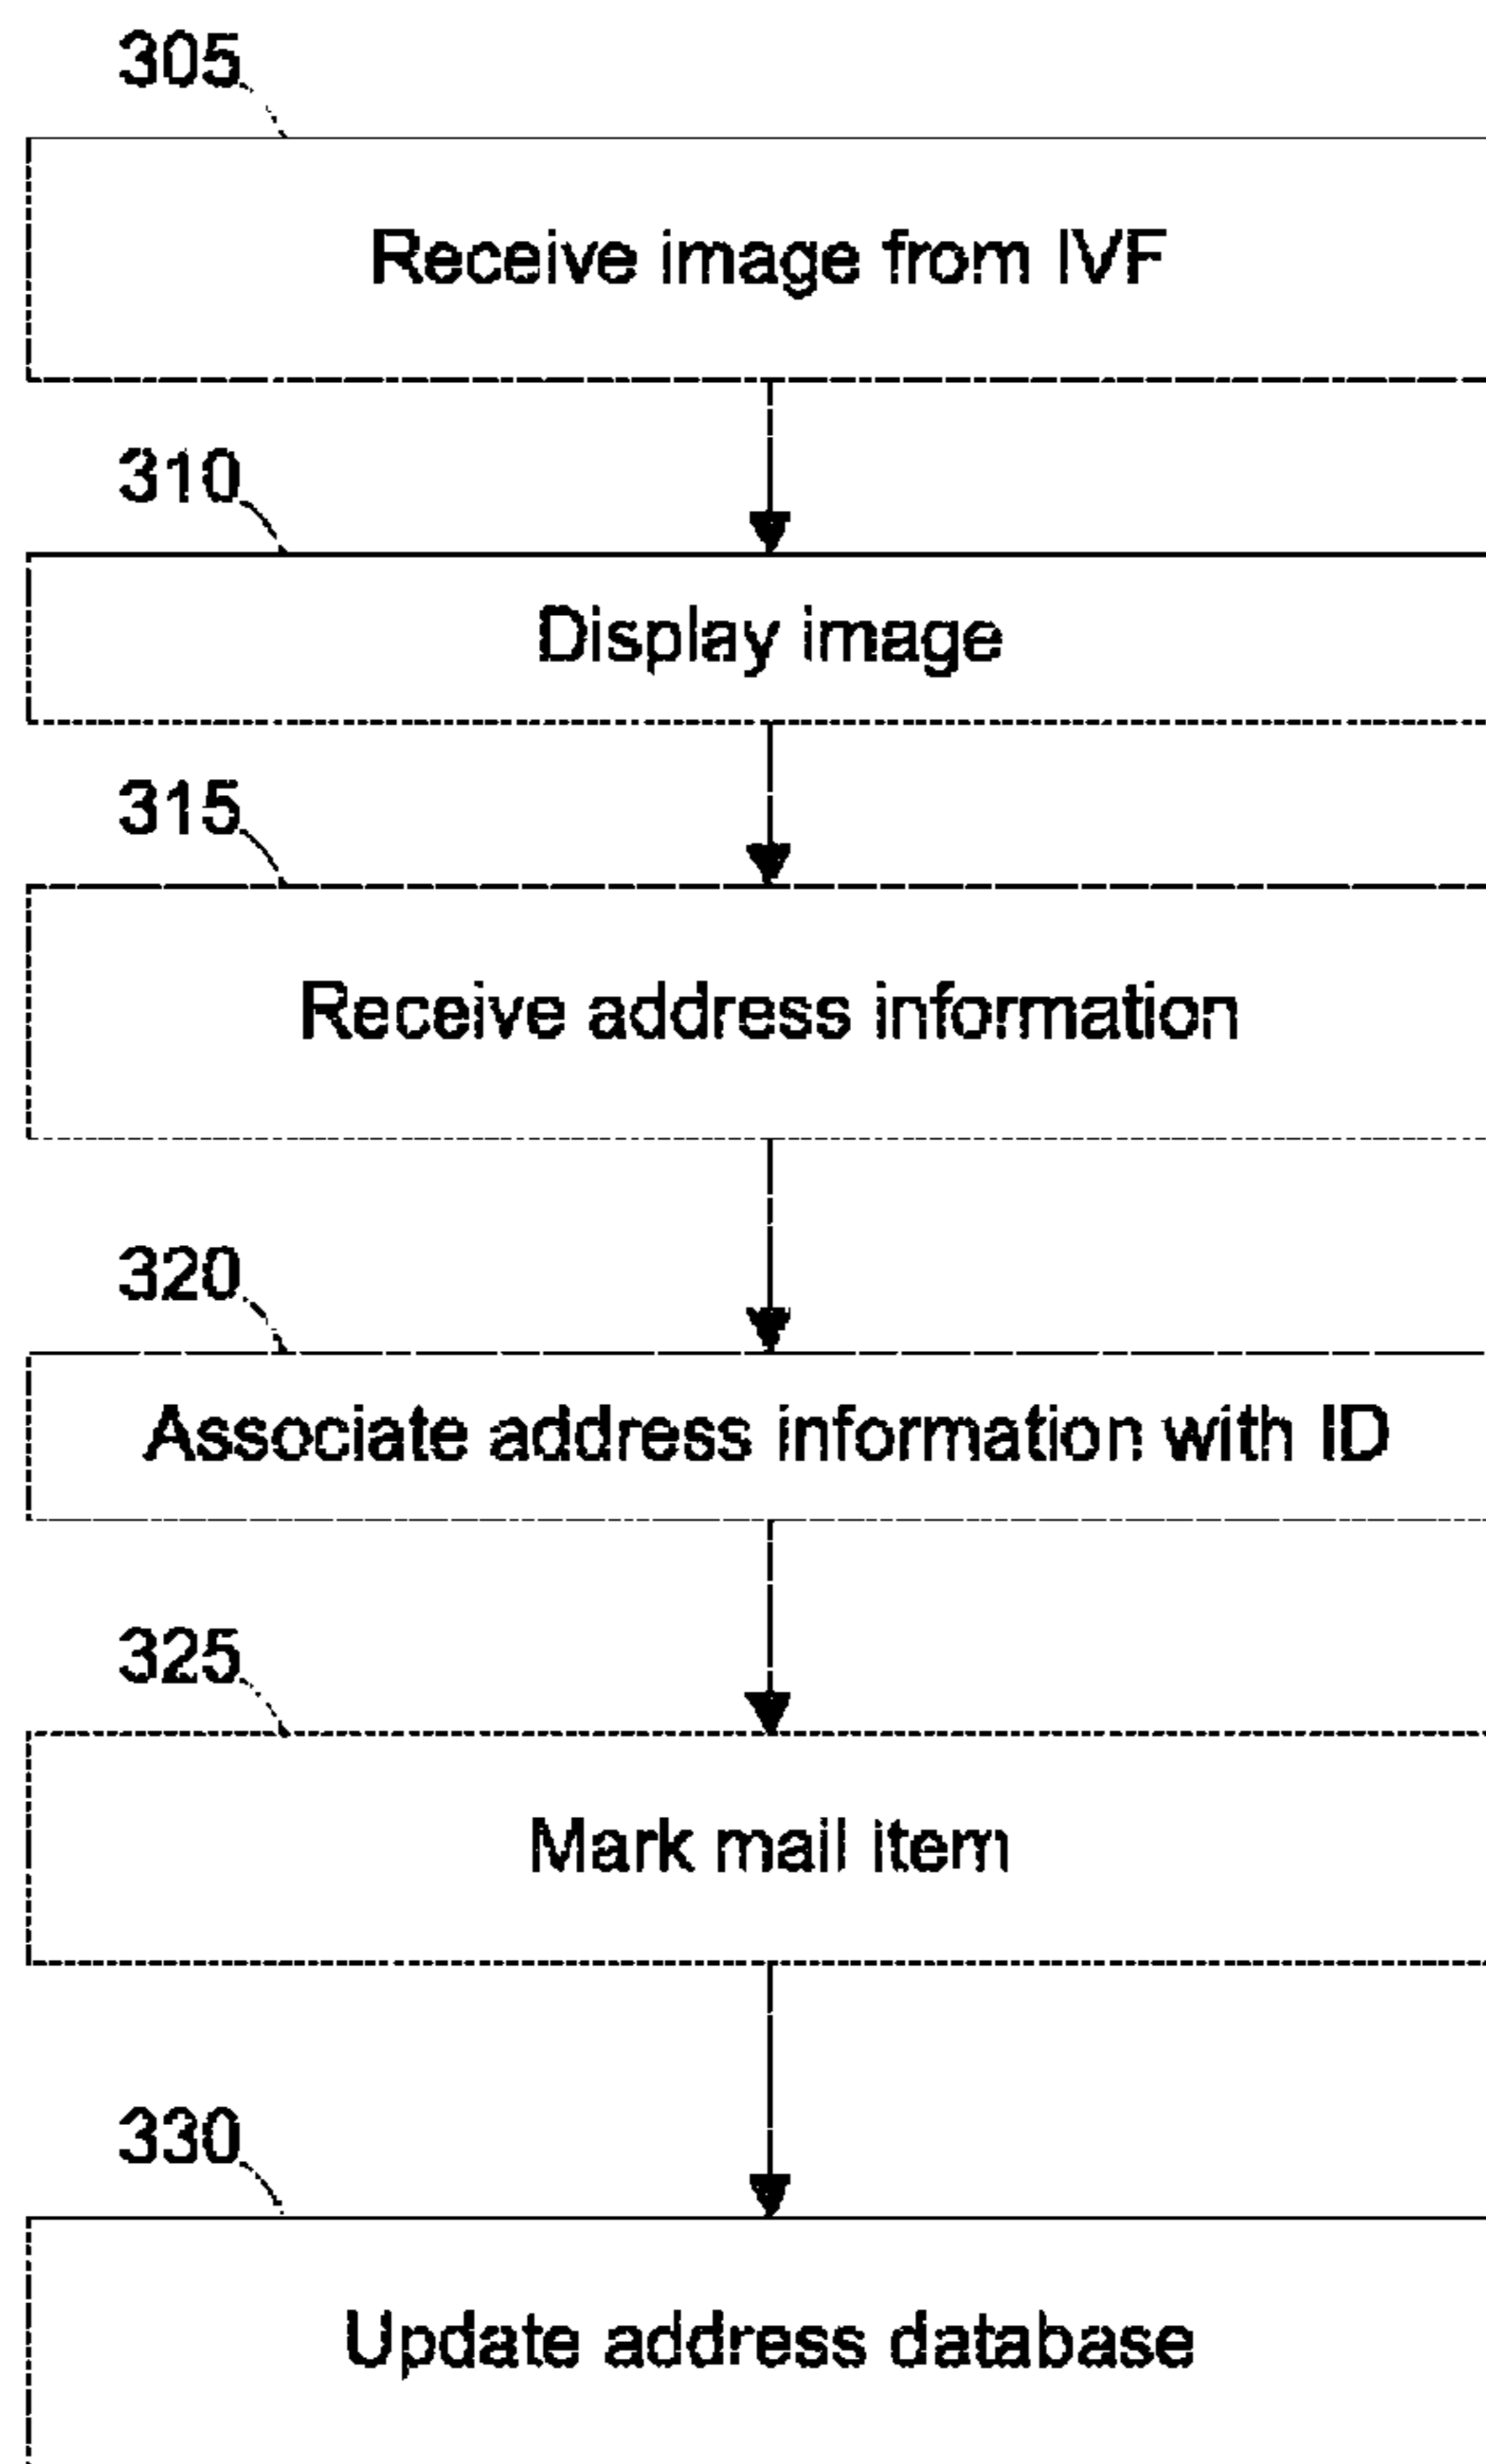 305
Receive image from IVF
310
Display image
315
Receive address information
320
Associate address information with ID
325
Mark mail item
330
Update address database